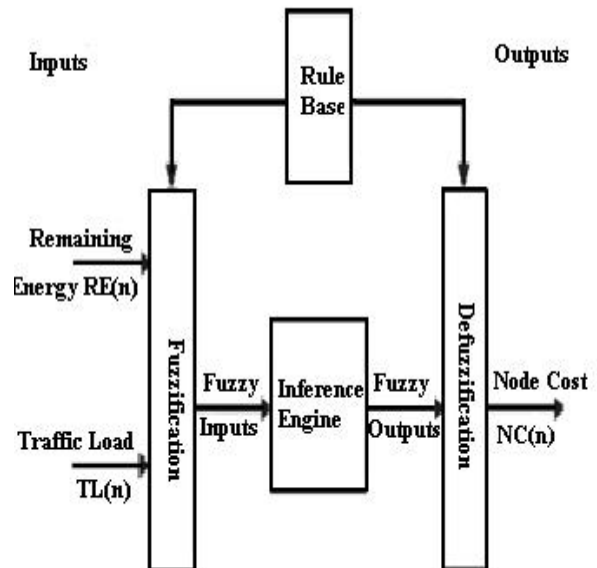 Inputs
Rule
Base
Outputs
Remaining
Energy RE(n)
Traffic Load
TL(n)
Fuzzification
Fuzzy
Inputs
Inference
Engine
Fuzzy
Outputs
Defuzzification
Node Cost
NC(n)